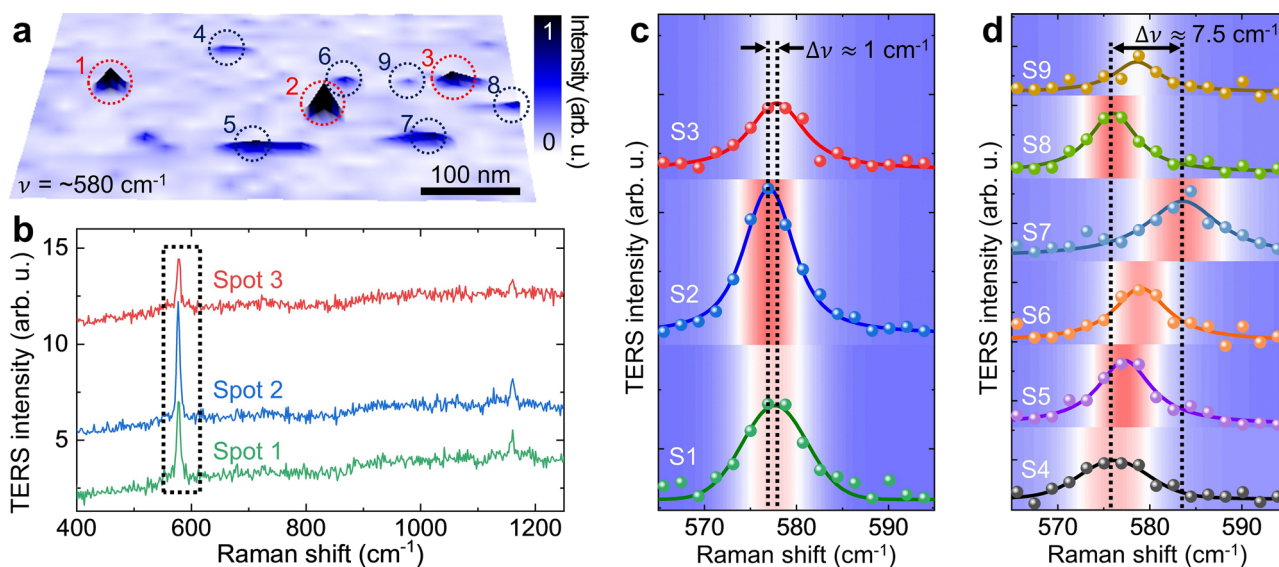 a
1
2
3
4
5
6
7
8
9
ν = ~580 cm⁻¹
100 nm
1
0
Intensity (arb. u.)
b
TERS intensity (arb. u.)
15
10
5
Spot 3
Spot 2
Spot 1
400 600 800 1000 1200
Raman shift (cm⁻¹)
c
Δν ≈ 1 cm⁻¹
TERS intensity (arb. u.)
S3
S2
S1
570 580 590
Raman shift (cm⁻¹)
d
Δν ≈ 7.5 cm⁻¹
TERS intensity (arb. u.)
S9
S8
S7
S6
S5
S4
570 580 590
Raman shift (cm⁻¹)